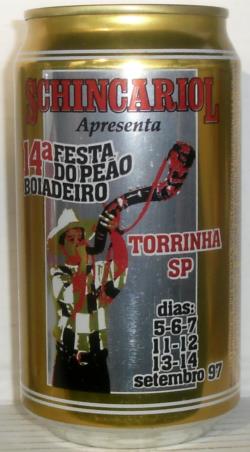 SCHINCARIOL
Apresenta
14a FESTA
DO PEÃO
BOIADEIRO
TORRINHA
SP
dias:
5-6-7
11-12
13-14
setembro 97